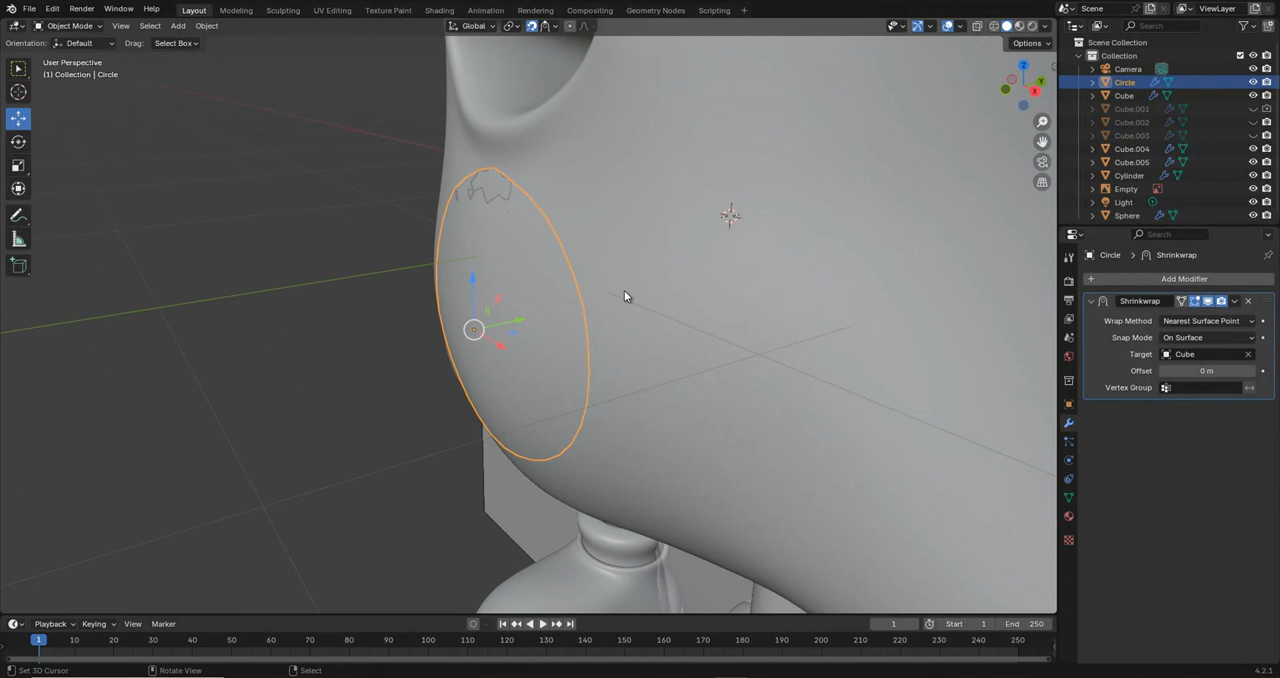 File Edit Render Window Help Layout Modeling Sculpting UV Editing Texture Paint Shading Animation Rendering Compositing Geometry Nodes Scripting + Scene ViewLayer
Object Mode View Select Add Object Global Search
Orientation: Default Drag: Select Box Options
User Perspective
(1) Collection | Circle
Z
Y
X
Scene Collection
Collection
Camera
Circle
Cube
Cube.001
Cube.002
Cube.003
Cube.004
Cube.005
Cylinder
Empty
Light
Sphere
Search
Circle > Shrinkwrap
+ Add Modifier
Shrinkwrap
Wrap Method Nearest Surface Point
Snap Mode On Surface
Target Cube
Offset 0 m
Vertex Group
Playback Keying View Marker 1 Start 1 End 250
1 10 20 30 40 50 60 70 80 90 100 110 120 130 140 150 160 170 180 190 200 210 220 230 240 250
Set 3D Cursor Rotate View Select 4.2.1